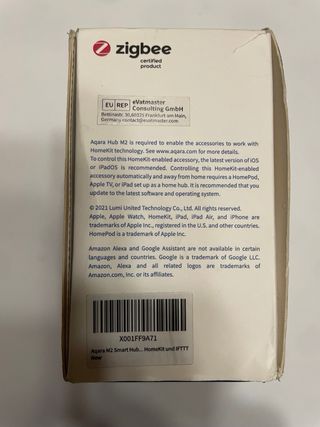 zigbee
certified
product
EU REP
eVatmaster
Consulting GmbH
Bettinastr. 30,60325 Frankfurt am Main,
Germany contact@evatmaster.com
Aqara Hub M2 is required to enable the accessories to work with
HomeKit technology. See www.aqara.com for more details.
To control this HomeKit-enabled accessory, the latest version of iOS
or iPadOS is recommended. Controlling this HomeKit-enabled
accessory automatically and away from home requires a HomePod,
Apple TV, or iPad set up as a home hub. It is recommended that you
update to the latest software and operating system.
© 2021 Lumi United Technology Co., Ltd. All rights reserved.
Apple, Apple Watch, HomeKit, iPad, iPad Air, and iPhone are
trademarks of Apple Inc., registered in the U.S. and other countries.
HomePod is a trademark of Apple Inc.
Amazon Alexa and Google Assistant are not available in certain
languages and countries. Google is a trademark of Google LLC.
Amazon, Alexa and all related logos are trademarks of
Amazon.com, Inc. or its affiliates.
X001FF9A71
Aqara M2 Smart Hub... HomeKit und IFTTT
New